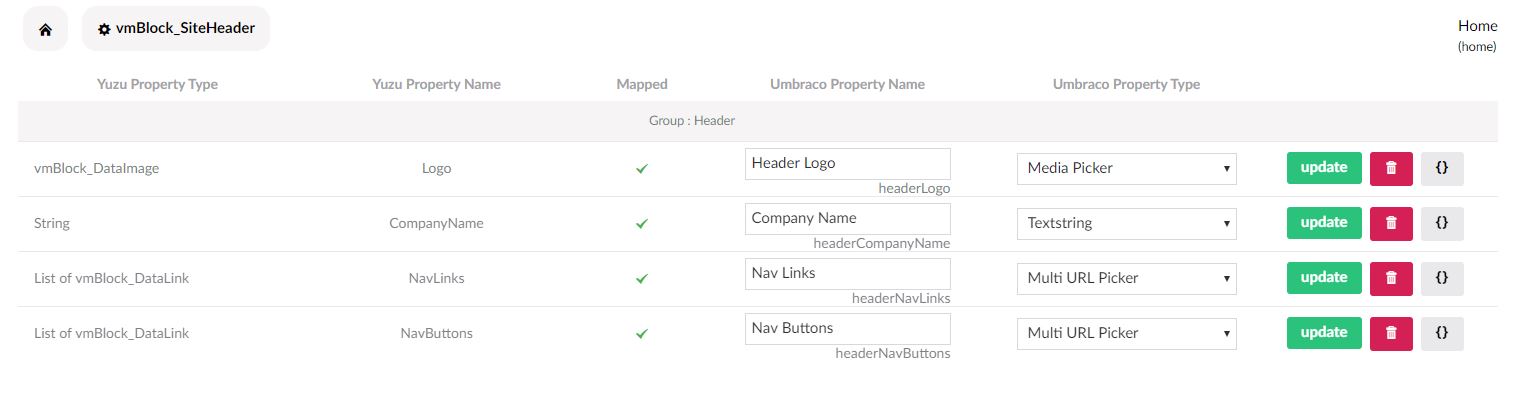 vmBlock_SiteHeader
Home
(home)
Yuzu Property Type Yuzu Property Name Mapped Umbraco Property Name Umbraco Property Type
Group : Header
vmBlock_DataImage Logo Header Logo Media Picker update {}
headerLogo
String CompanyName Company Name Textstring update {}
headerCompanyName
List of vmBlock_DataLink NavLinks Nav Links Multi URL Picker update {}
headerNavLinks
List of vmBlock_DataLink NavButtons Nav Buttons Multi URL Picker update {}
headerNavButtons